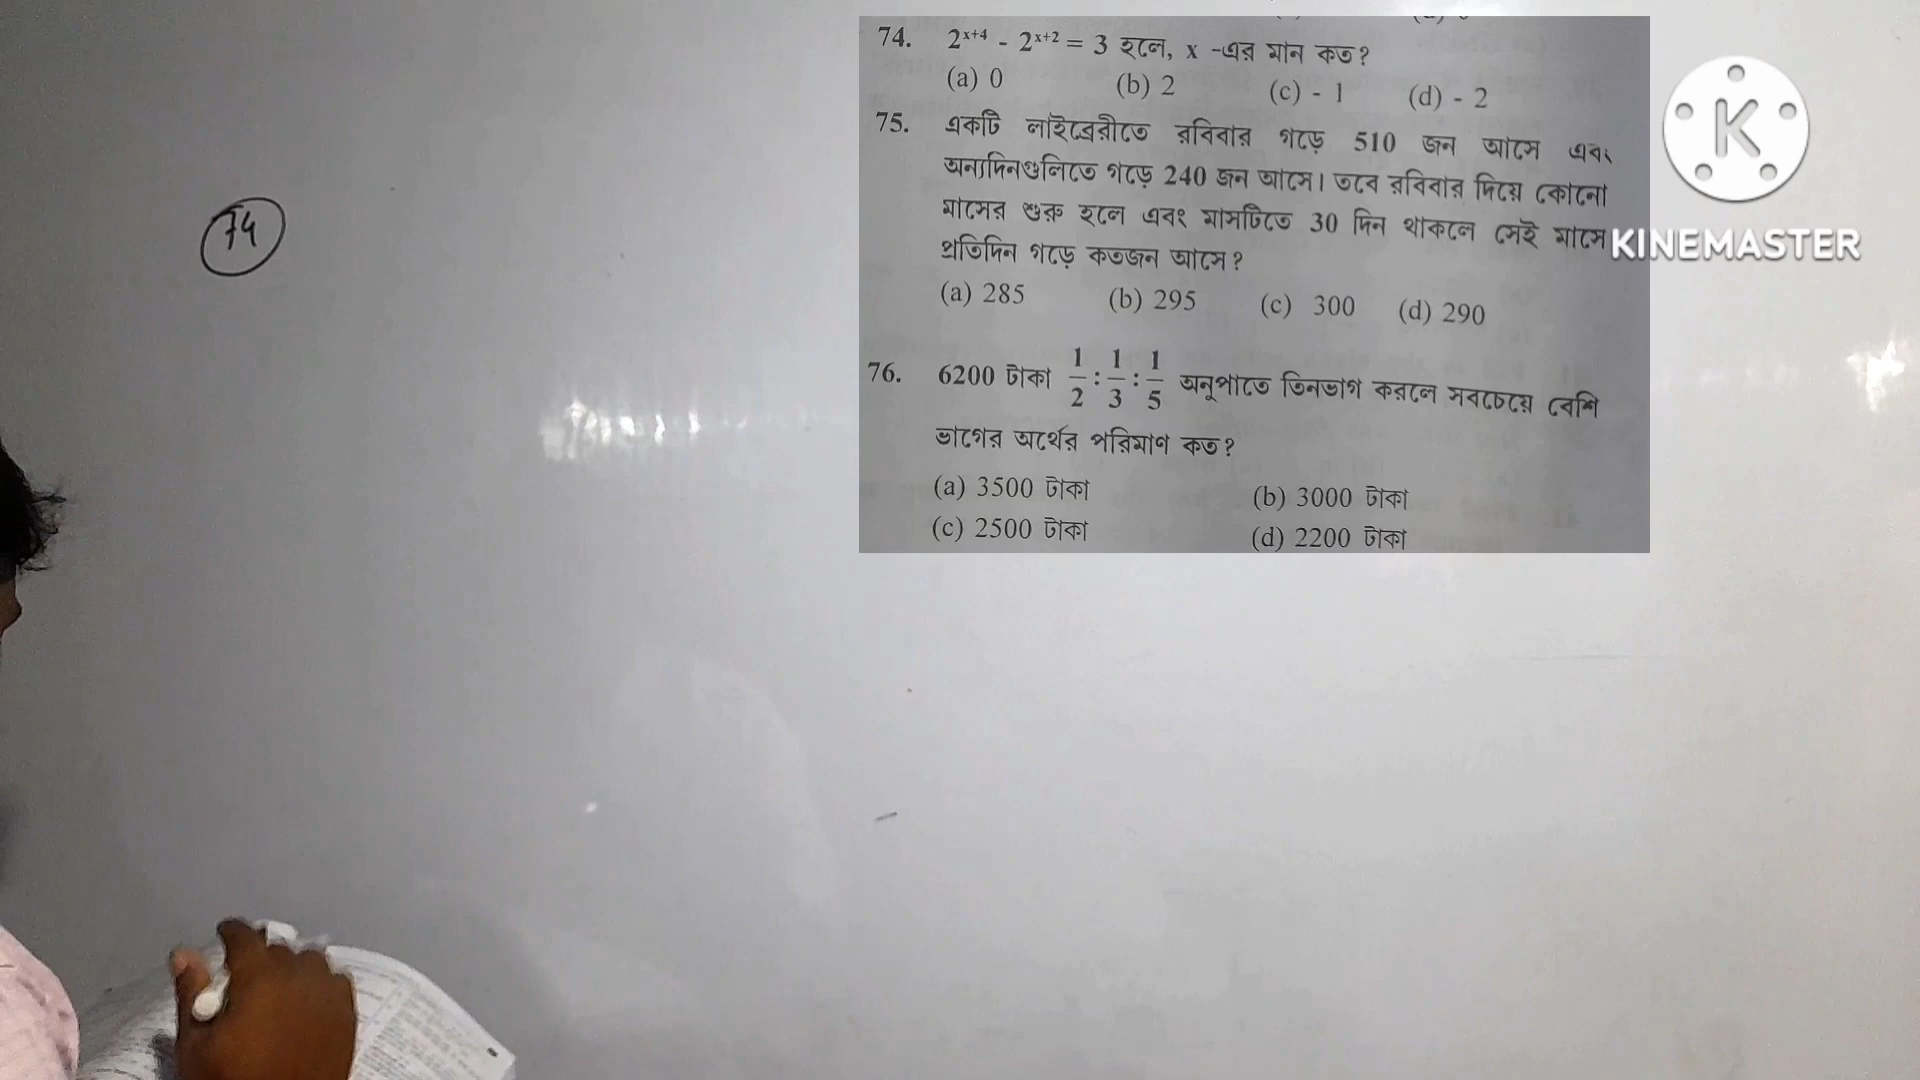 74
74. 2^{x+4} - 2^{x+2} = 3 হলে, x -এর মান কত?
(a) 0 (b) 2 (c) - 1 (d) - 2
75. একটি লাইব্রেরীতে রবিবার গড়ে 510 জন আসে এবং
অন্যদিনগুলিতে গড়ে 240 জন আসে। তবে রবিবার দিয়ে কোনো
মাসের শুরু হলে এবং মাসটিতে 30 দিন থাকলে সেই মাসে
প্রতিদিন গড়ে কতজন আসে?
(a) 285 (b) 295 (c) 300 (d) 290
76. 6200 টাকা 1/2 : 1/3 : 1/5 অনুপাতে তিনভাগ করলে সবচেয়ে বেশি
ভাগের অর্থের পরিমাণ কত?
(a) 3500 টাকা (b) 3000 টাকা
(c) 2500 টাকা (d) 2200 টাকা
K
KINEMASTER